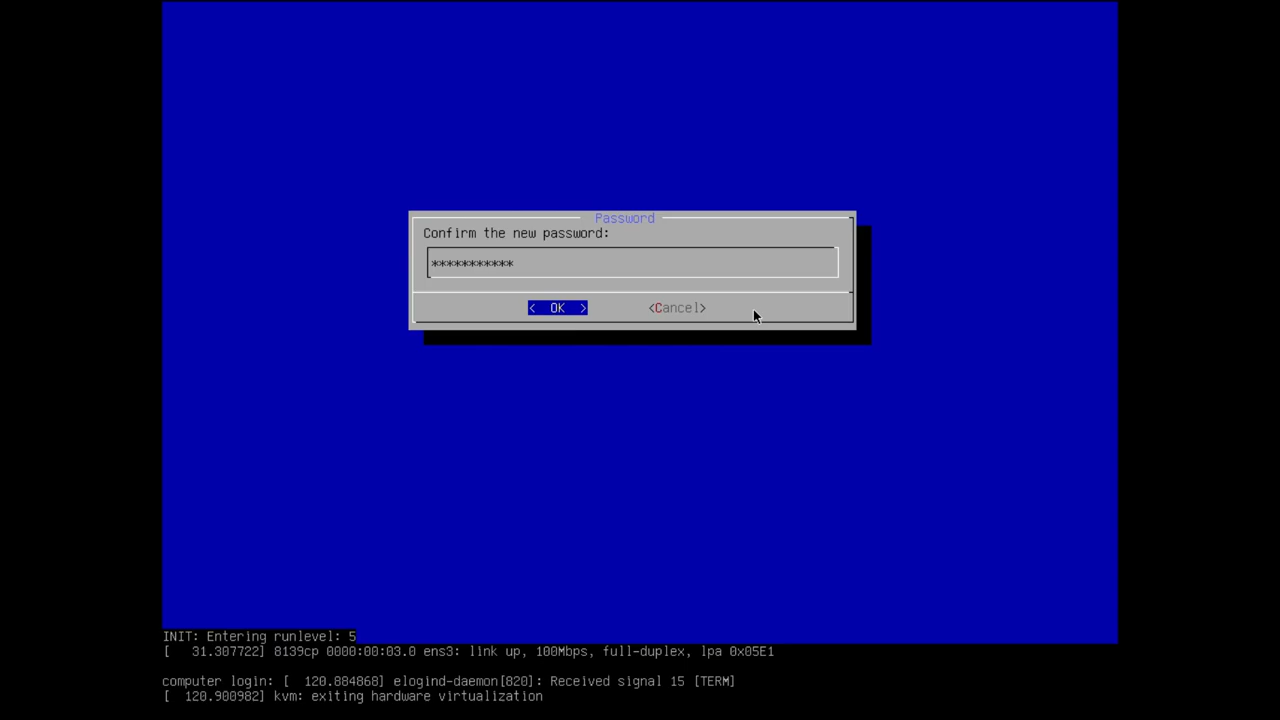 Password
Confirm the new password:
***********
<  OK  >
<Cancel>
INIT: Entering runlevel: 5
[   31.307722] 8139cp 0000:00:03.0 ens3: link up, 100Mbps, full-duplex, lpa 0x05E1
computer login: [  120.884868] elogind-daemon[820]: Received signal 15 [TERM]
[  120.900982] kvm: exiting hardware virtualization